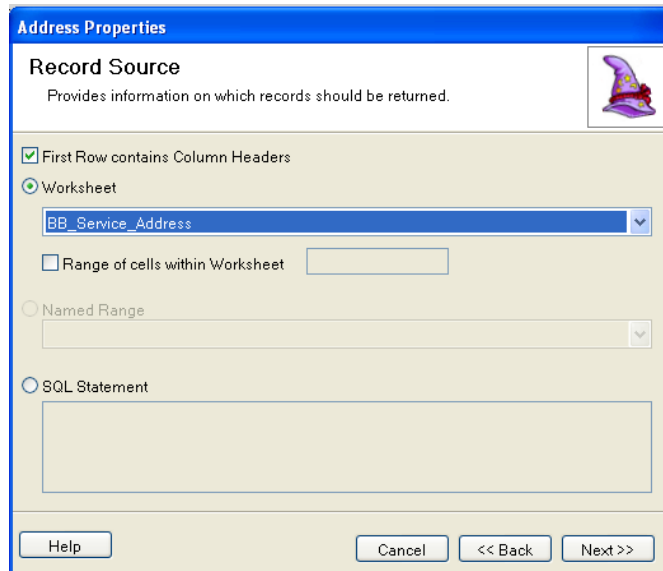 Address Properties
Record Source
Provides information on which records should be returned.
First Row contains Column Headers
Worksheet
BB_Service_Address
Range of cells within Worksheet
Named Range
SQL Statement
Help
Cancel
<< Back
Next >>